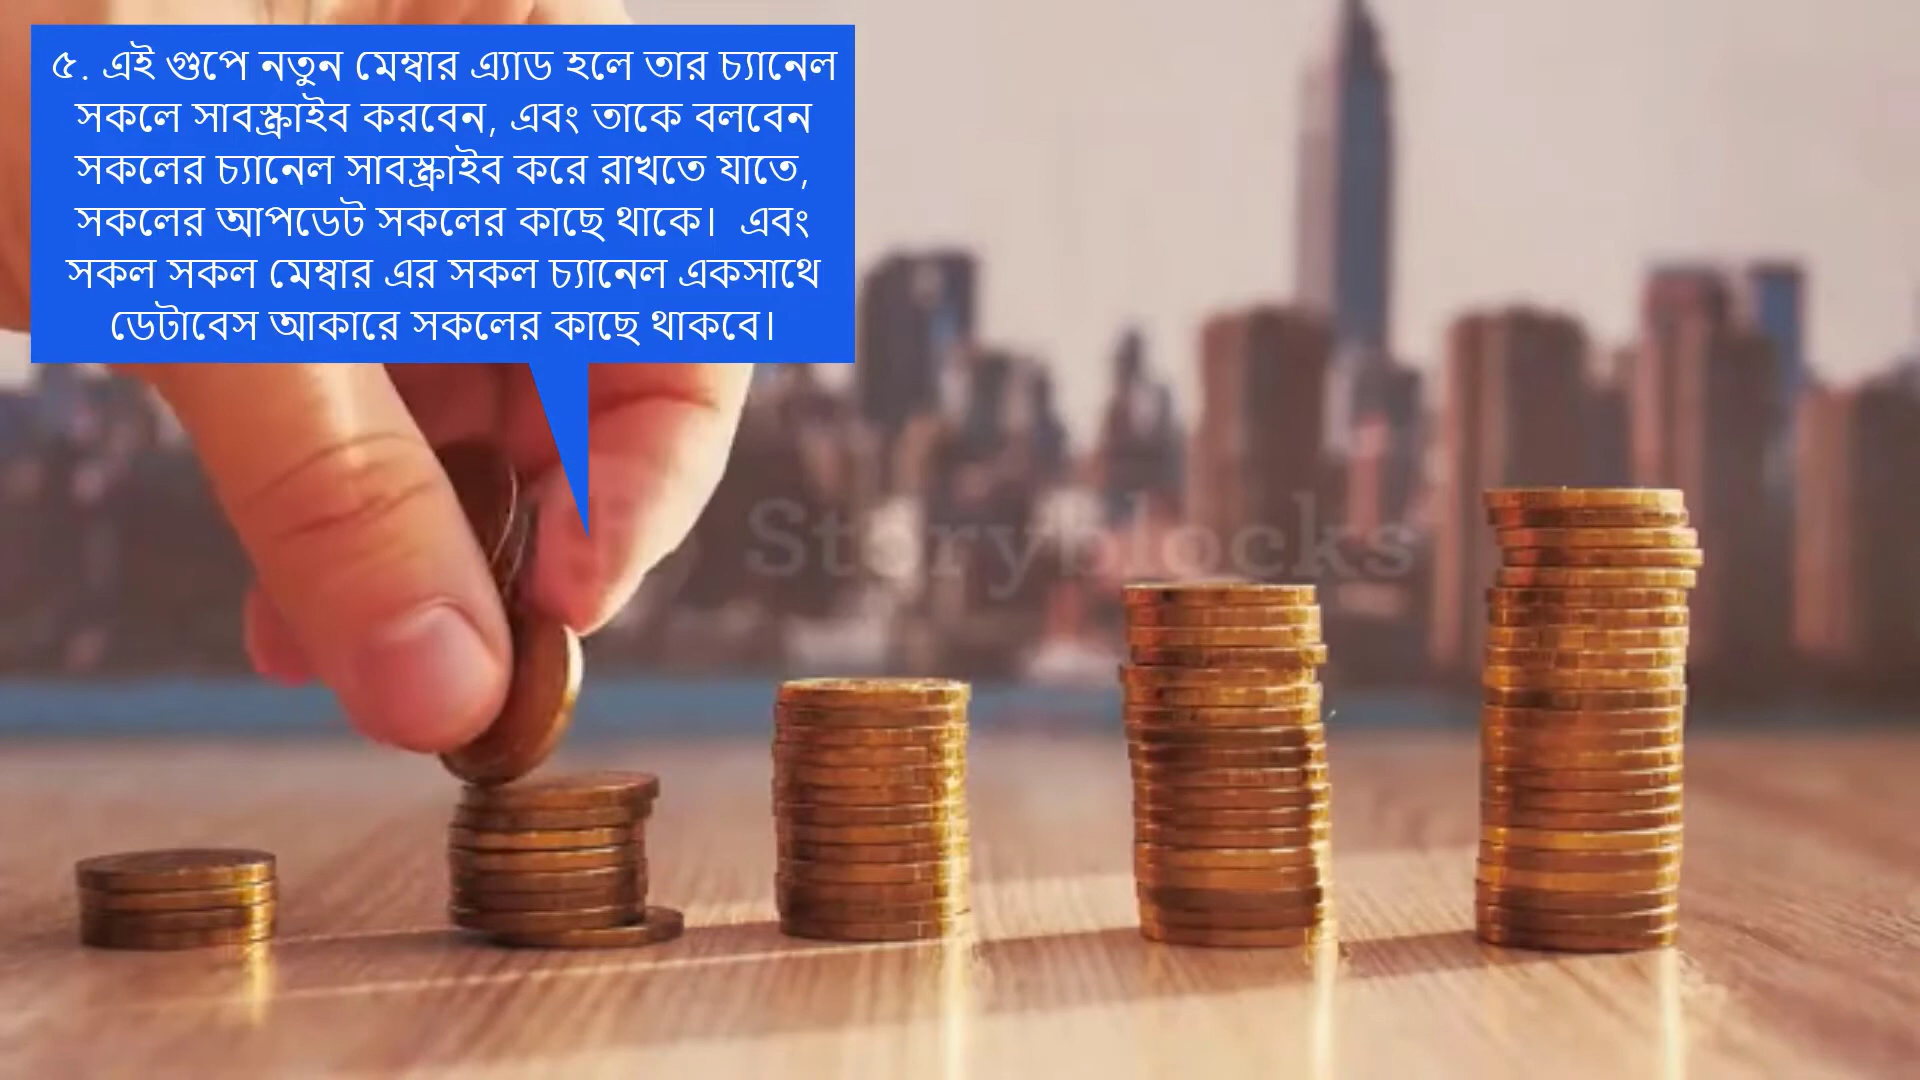 ৫. এই গুপে নতুন মেম্বার এ্যাড হলে তার চ্যানেল
সকলে সাবস্ক্রাইব করবেন, এবং তাকে বলবেন
সকলের চ্যানেল সাবস্ক্রাইব করে রাখতে যাতে,
সকলের আপডেট সকলের কাছে থাকে। এবং
সকল সকল মেম্বার এর সকল চ্যানেল একসাথে
ডেটাবেস আকারে সকলের কাছে থাকবে।
Storyblocks